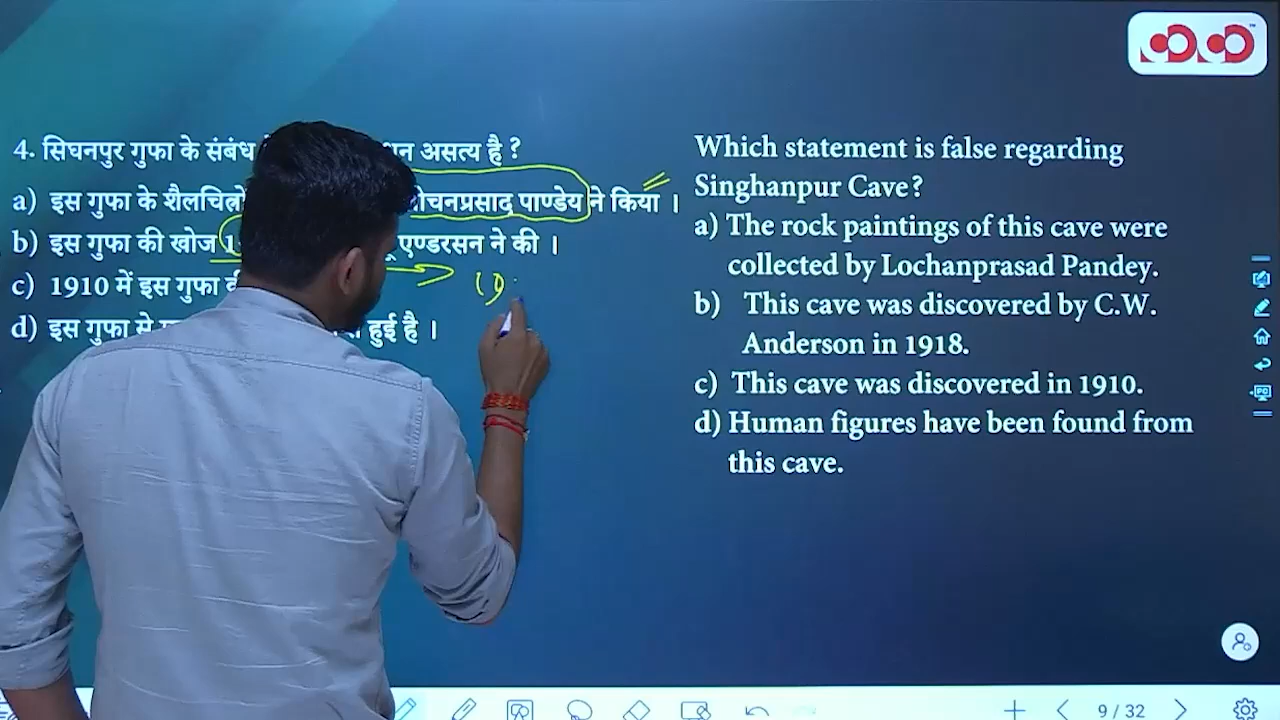 4. सिघनपुर गुफा के संबंध असत्य है ?
a) इस गुफा के प्रसाद पाण्डेय ने किया ।
b) इस गुफा की खोज एण्डरसन ने की ।
c) 1910 में इस गुफा
d) इस गुफा से हुई है ।
Which statement is false regarding
Singhanpur Cave?
a) The rock paintings of this cave were
collected by Lochanprasad Pandey.
b) This cave was discovered by C.W.
Anderson in 1918.
c) This cave was discovered in 1910.
d) Human figures have been found from
this cave.
9 / 32